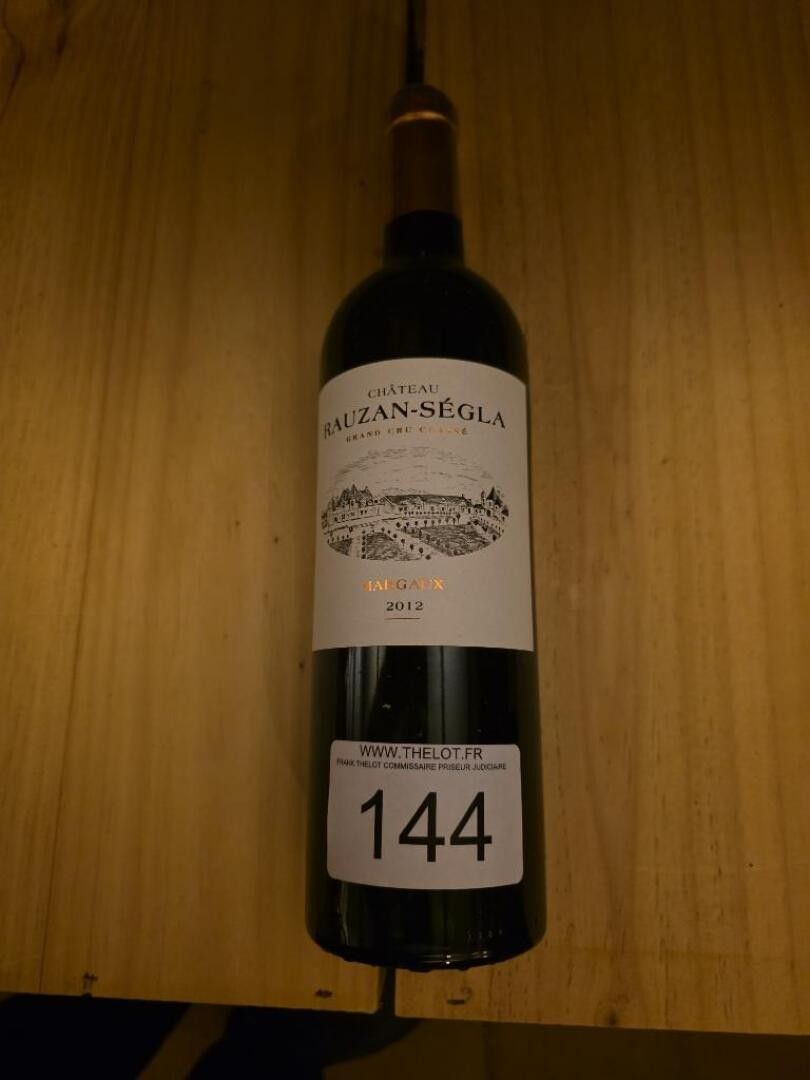 CHÂTEAU
RAUZAN-SÉGLA
GRAND CRU CLASSÉ
MARGAUX
2012
WWW.THELOT.FR
FRANK THELOT COMMISSAIRE PRISEUR JUDICIAIRE
144